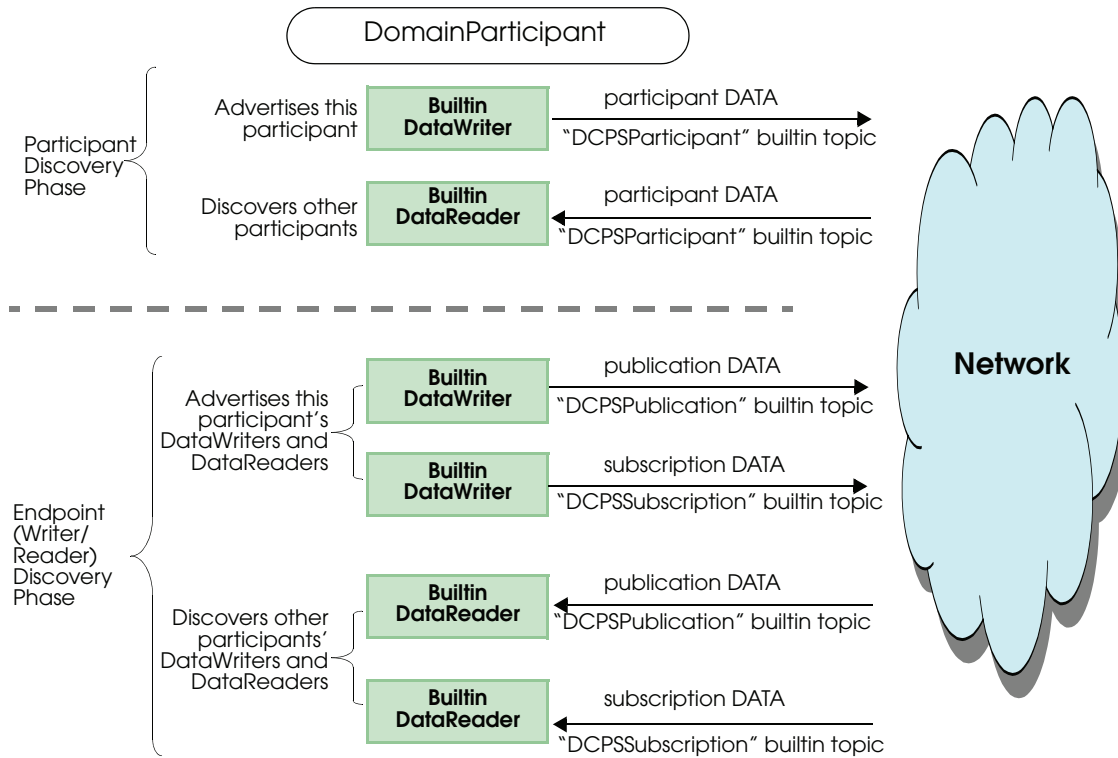 DomainParticipant
Participant
Discovery
Phase
Advertises this
participant
Builtin
DataWriter
participant DATA
“DCPSParticipant” builtin topic
Discovers other
participants
Builtin
DataReader
participant DATA
“DCPSParticipant” builtin topic
Network
Endpoint
(Writer/
Reader)
Discovery
Phase
Advertises this
participant’s
DataWriters and
DataReaders
Builtin
DataWriter
publication DATA
“DCPSPublication” builtin topic
Builtin
DataWriter
subscription DATA
“DCPSSubscription” builtin topic
Discovers other
participants’
DataWriters and
DataReaders
Builtin
DataReader
publication DATA
“DCPSPublication” builtin topic
Builtin
DataReader
subscription DATA
“DCPSSubscription” builtin topic